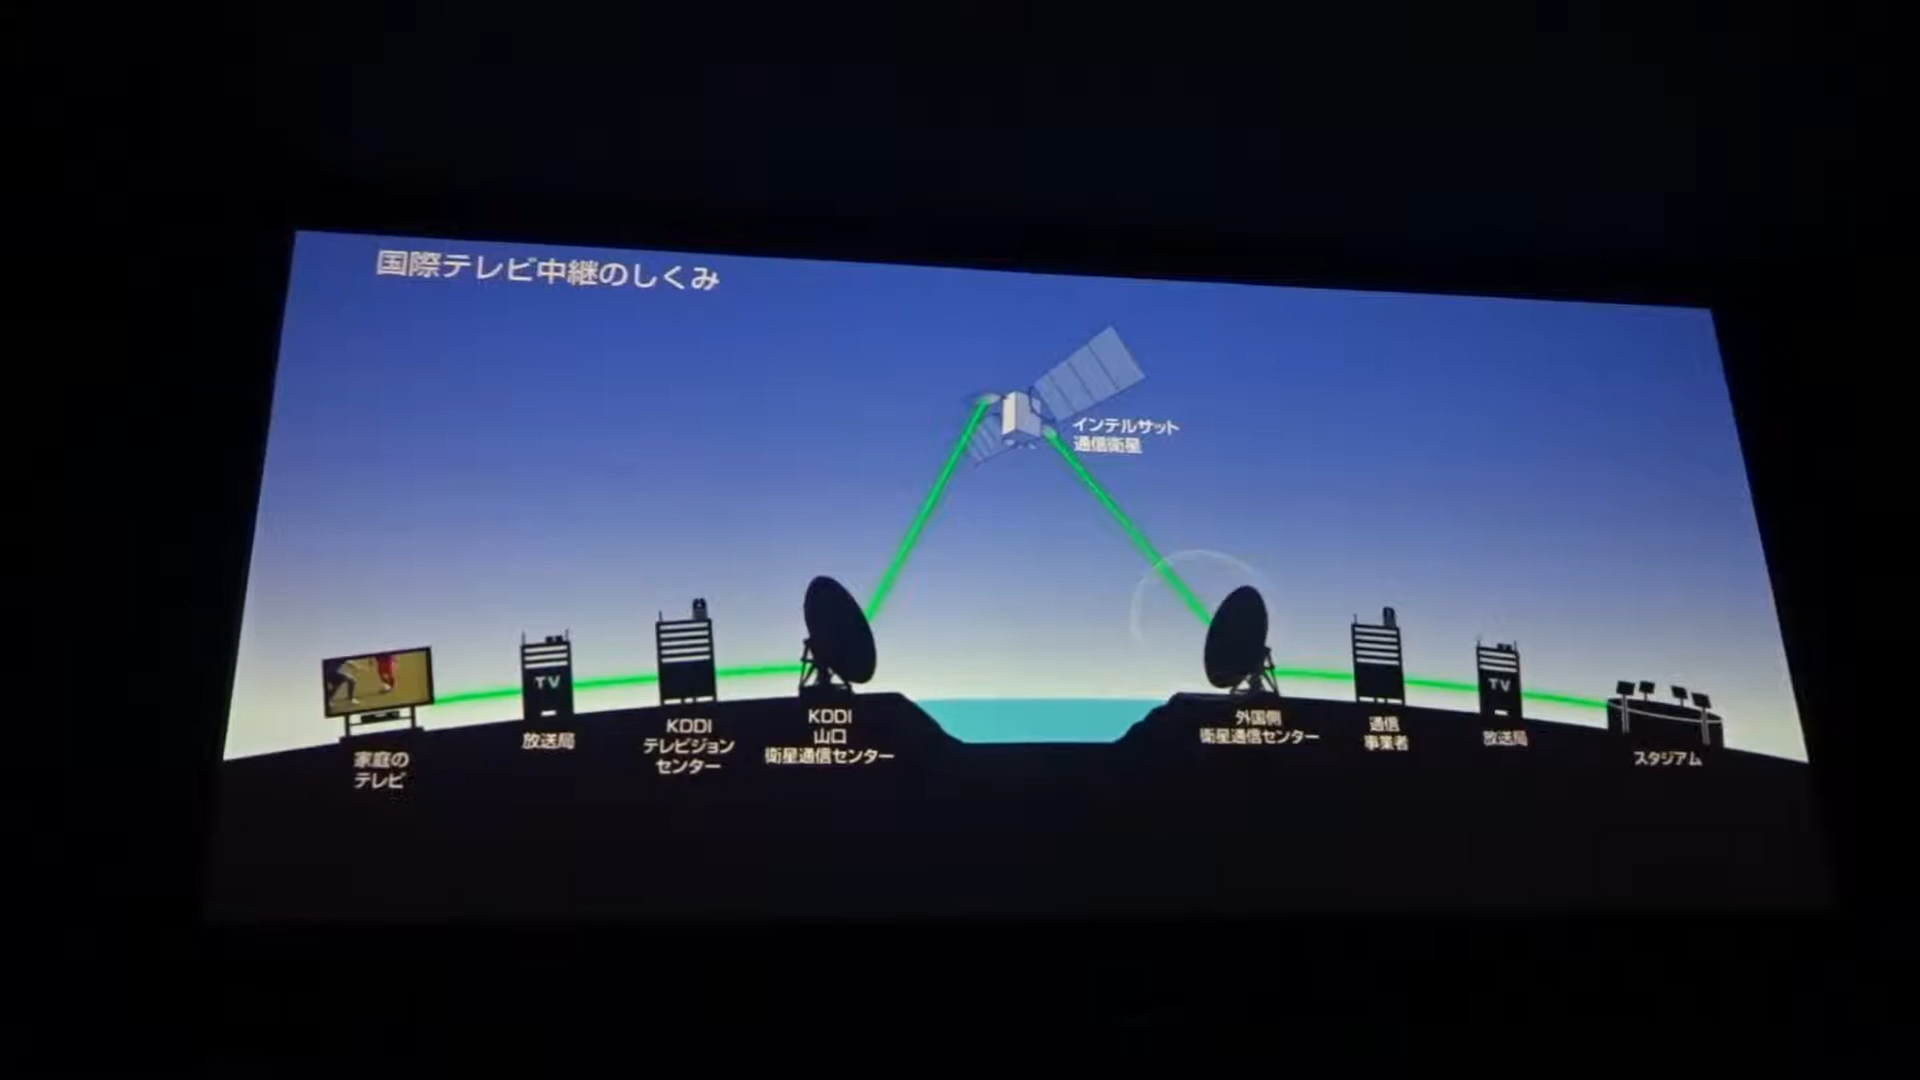 国際テレビ中継のしくみ
インテルサット
通信衛星
TV
TV
家庭の
テレビ
放送局
KDDI
テレビジョン
センター
KDDI
山口
衛星通信センター
外国側
衛星通信センター
通信
事業者
放送局
スタジアム